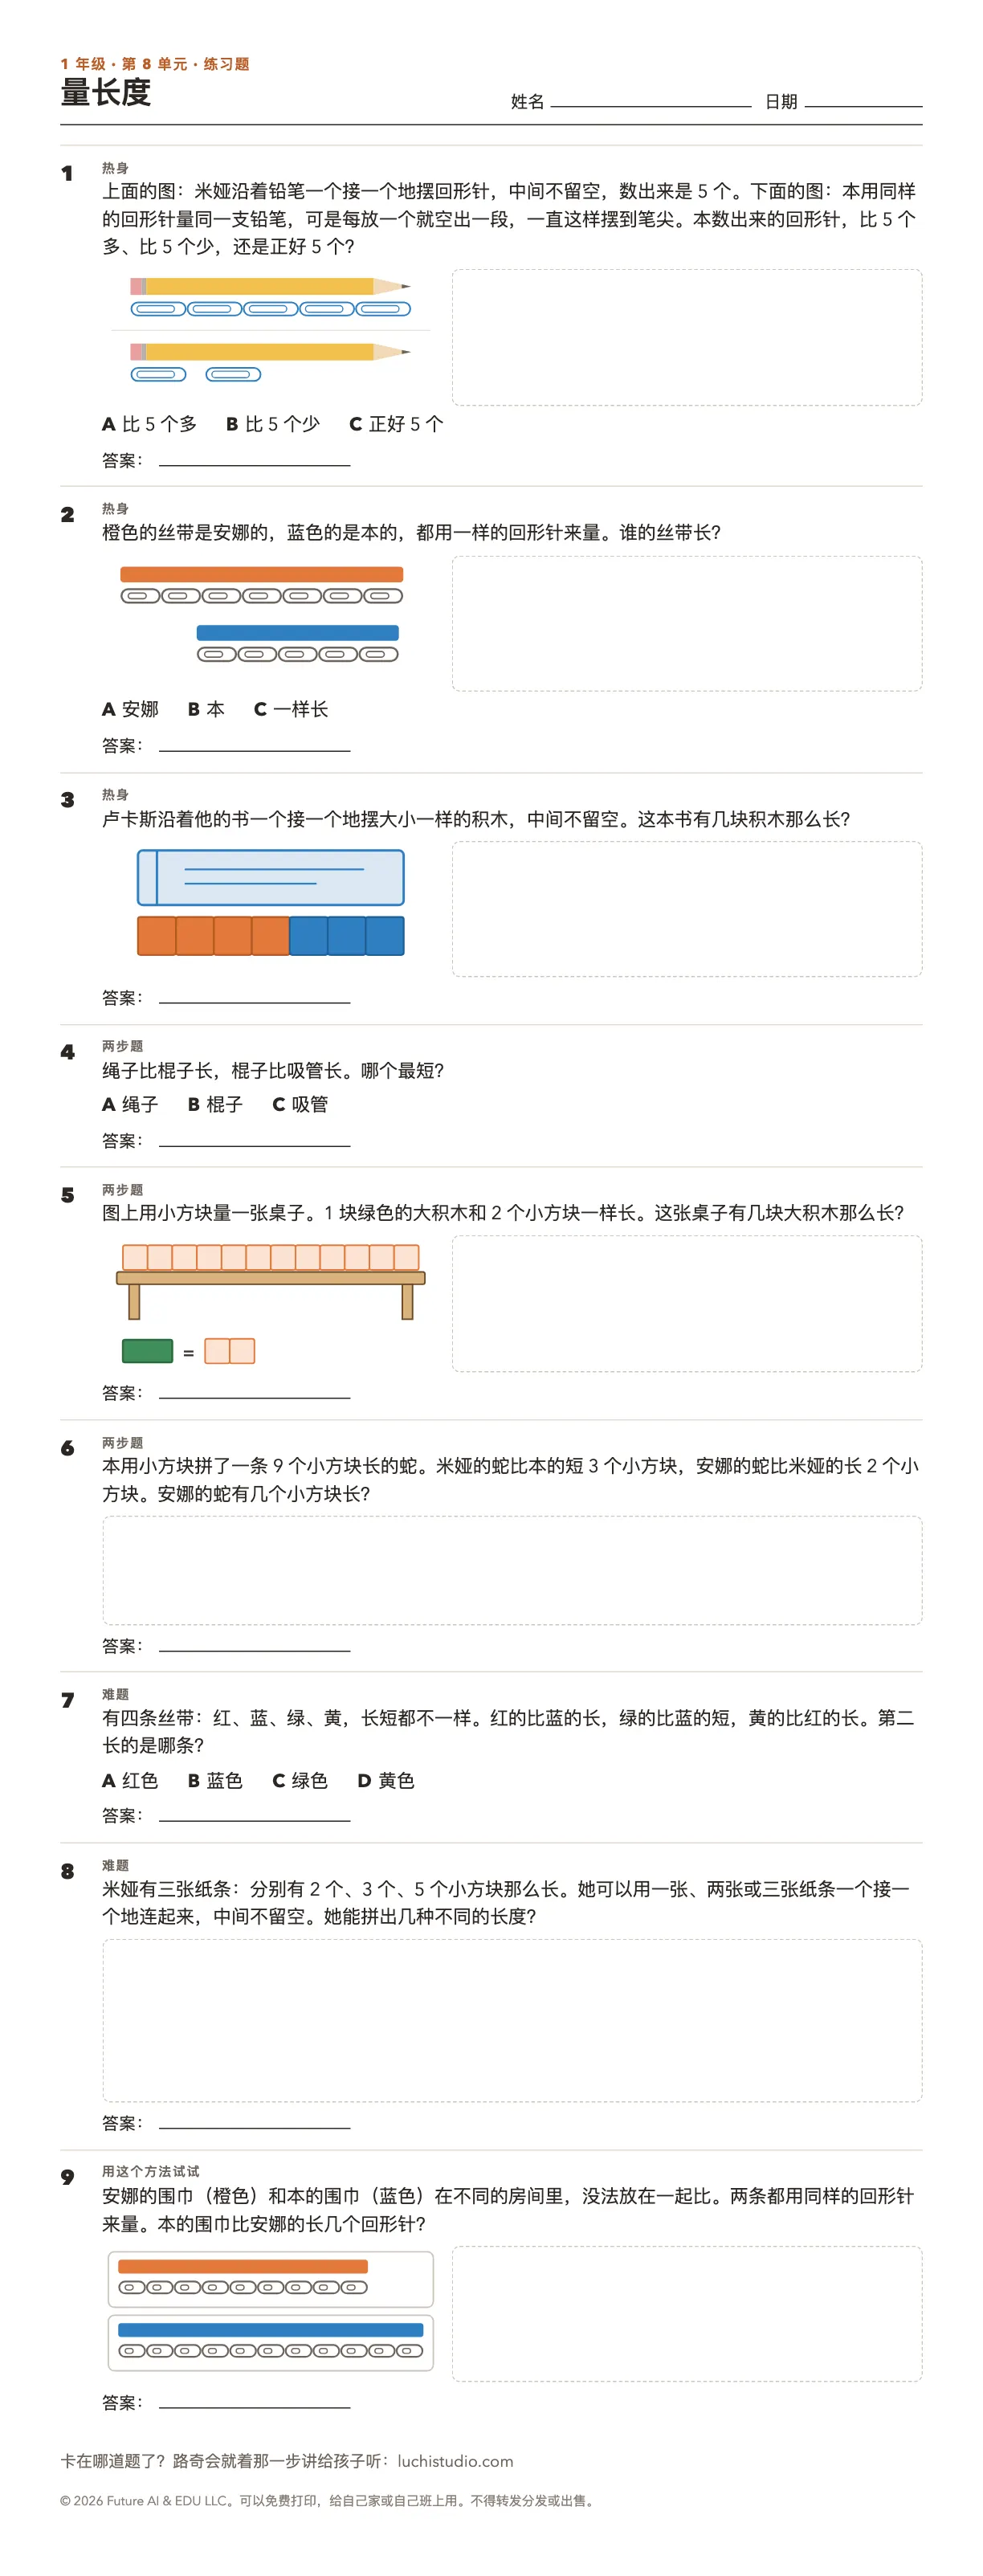 1 年级 · 第 8 单元 · 练习题
量长度
姓名 日期
1
热身
上面的图：米娅沿着铅笔一个接一个地摆回形针，中间不留空，数出来是 5 个。下面的图：本用同样
的回形针量同一支铅笔，可是每放一个就空出一段，一直这样摆到笔尖。本数出来的回形针，比 5 个
多、比 5 个少，还是正好 5 个？
A 比 5 个多 B 比 5 个少 C 正好 5 个
答案：
2
热身
橙色的丝带是安娜的，蓝色的是本的，都用一样的回形针来量。谁的丝带长？
A 安娜 B 本 C 一样长
答案：
3
热身
卢卡斯沿着他的书一个接一个地摆大小一样的积木，中间不留空。这本书有几块积木那么长？
答案：
4
两步题
绳子比棍子长，棍子比吸管长。哪个最短？
A 绳子 B 棍子 C 吸管
答案：
5
两步题
图上用小方块量一张桌子。1 块绿色的大积木和 2 个小方块一样长。这张桌子有几块大积木那么长？
=
答案：
6
两步题
本用小方块拼了一条 9 个小方块长的蛇。米娅的蛇比本的短 3 个小方块，安娜的蛇比米娅的长 2 个小
方块。安娜的蛇有几个小方块长？
答案：
7
难题
有四条丝带：红、蓝、绿、黄，长短都不一样。红的比蓝的长，绿的比蓝的短，黄的比红的长。第二
长的是哪条？
A 红色 B 蓝色 C 绿色 D 黄色
答案：
8
难题
米娅有三张纸条：分别有 2 个、3 个、5 个小方块那么长。她可以用一张、两张或三张纸条一个接一
个地连起来，中间不留空。她能拼出几种不同的长度？
答案：
9
用这个方法试试
安娜的围巾（橙色）和本的围巾（蓝色）在不同的房间里，没法放在一起比。两条都用同样的回形针
来量。本的围巾比安娜的长几个回形针？
答案：
卡在哪道题了？路奇会就着那一步讲给孩子听：luchistudio.com
© 2026 Future AI & EDU LLC。可以免费打印，给自己家或自己班上用。不得转发分发或出售。